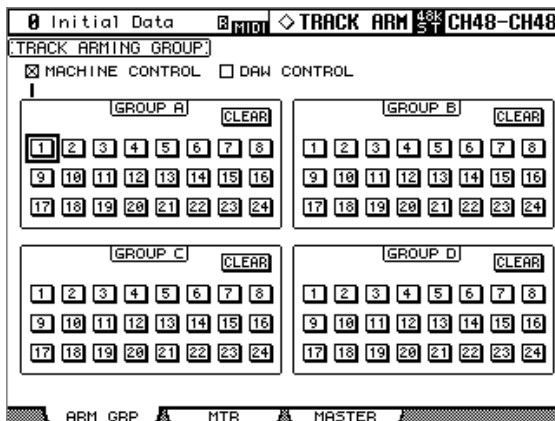 0 Initial Data R MIDI ◇ TRACK ARM 48k ST CH48-CH48
TRACK ARMING GROUP
☒ MACHINE CONTROL ☐ DAW CONTROL
GROUP A CLEAR
1 2 3 4 5 6 7 8
9 10 11 12 13 14 15 16
17 18 19 20 21 22 23 24
GROUP B CLEAR
1 2 3 4 5 6 7 8
9 10 11 12 13 14 15 16
17 18 19 20 21 22 23 24
GROUP C CLEAR
1 2 3 4 5 6 7 8
9 10 11 12 13 14 15 16
17 18 19 20 21 22 23 24
GROUP D CLEAR
1 2 3 4 5 6 7 8
9 10 11 12 13 14 15 16
17 18 19 20 21 22 23 24
ARM GRP MTR MASTER